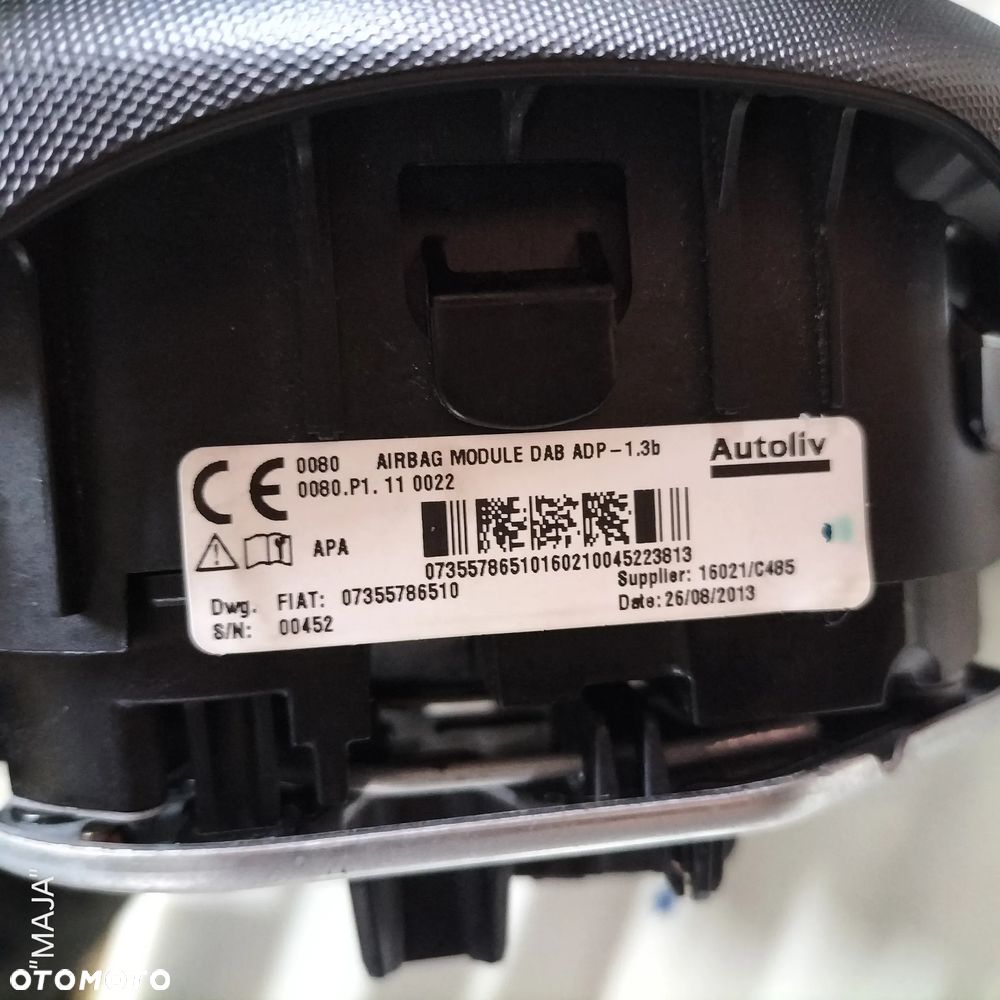 CE 0080 AIRBAG MODULE DAB ADP-1.3b Autoliv
0080.P1. 11 0022
APA
07355786510160210045223813
Dwg. FIAT: 07355786510 Supplier: 16021/C485
S/N: 00452 Date: 26/08/2013
"MAJA"
OTOMOTO